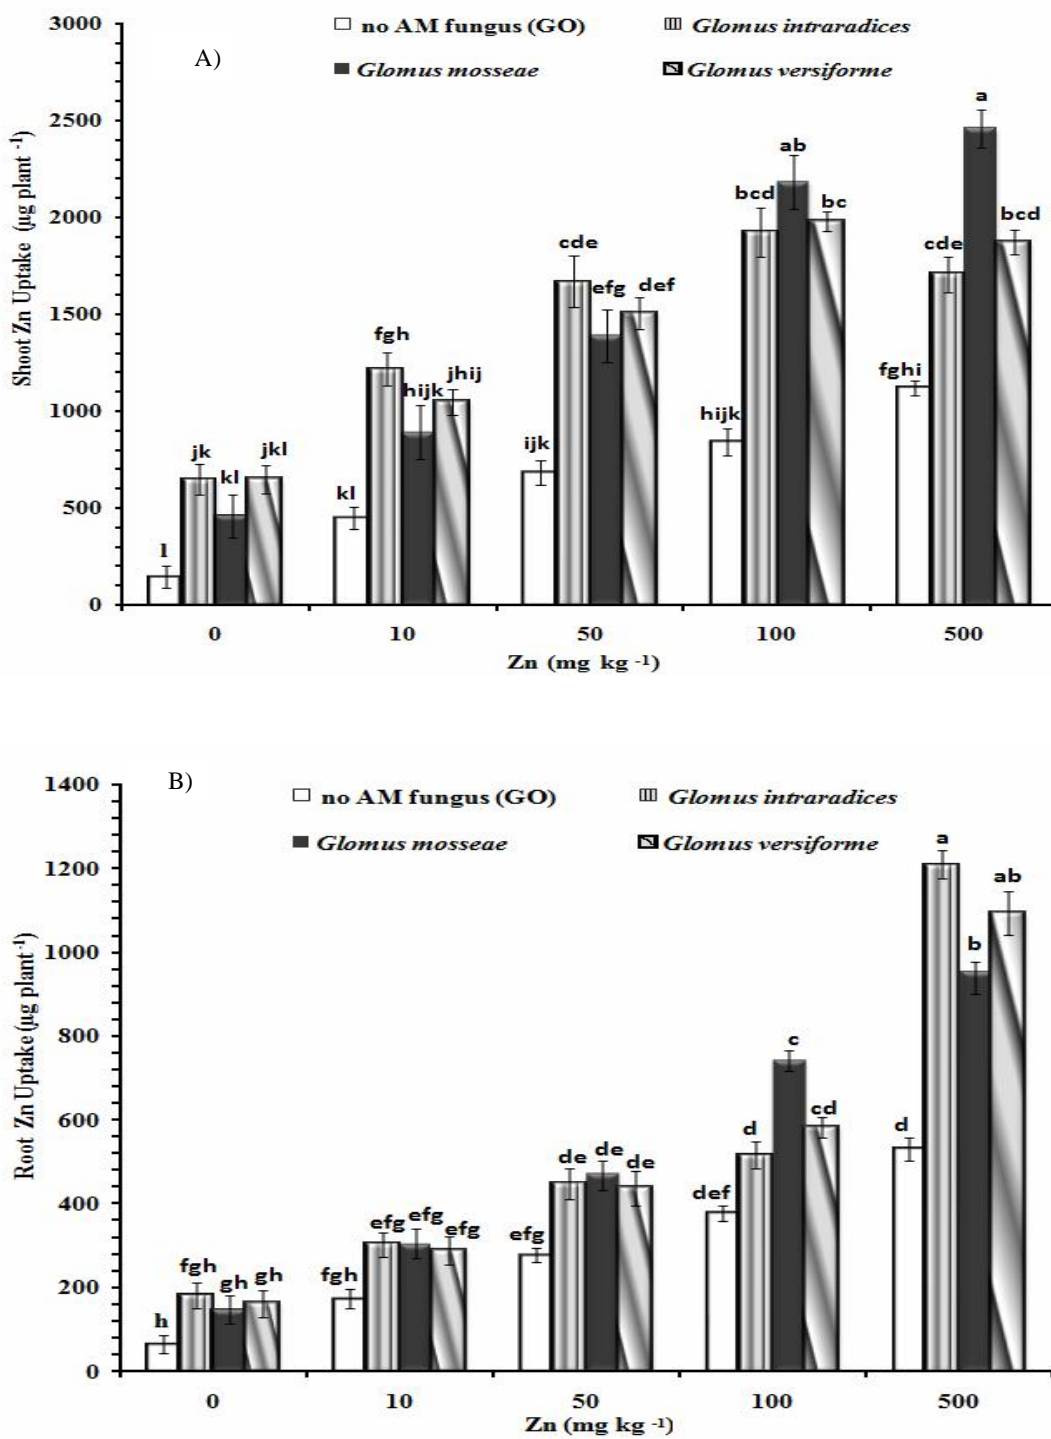 3000
no AM fungus (GO) Glomus intraradices
A)
Glomus mosseae Glomus versiforme
a
2500
ab
bcd bc bcd
2000
cde cde
efg def
1500
fgh
fghi
jhij
hijk
1000
hijk
ijk
jk kl jkl
kl
500
l
0
0 10 50 100 500
Zn (mg kg -1)
Shoot Zn Uptake (µg plant -1)
1400
B)
no AM fungus (GO) Glomus intraradices
Glomus mosseae Glomus versiforme
a
1200
ab
b
1000
800
c
600
cd
d d
de de de
def
400
efg efg efg
efg
fgh gh gh
fgh
200
h
0
0 10 50 100 500
Zn (mg kg -1)
Root Zn Uptake (µg plant-1)